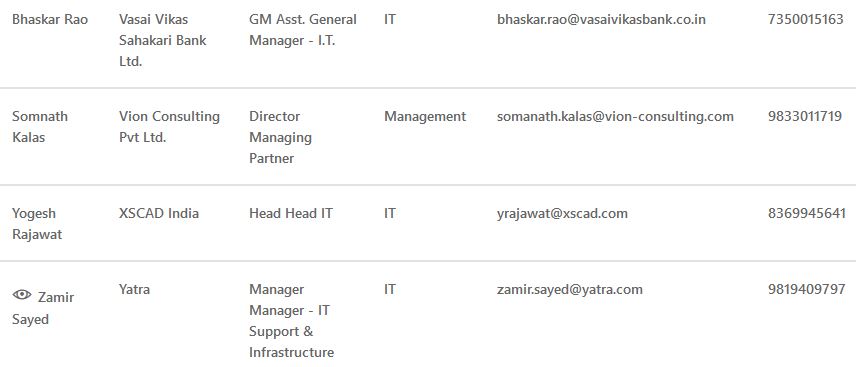 Bhaskar Rao Vasai Vikas GM Asst. General IT bhaskar.rao@vasaivikasbank.co.in 7350015163
Sahakari Bank Manager - I.T.
Ltd.
Somnath Vion Consulting Director Management somanath.kalas@vion-consulting.com 9833011719
Kalas Pvt Ltd. Managing
Partner
Yogesh XSCAD India Head Head IT IT yrajawat@xscad.com 8369945641
Rajawat
Zamir Yatra Manager IT zamir.sayed@yatra.com 9819409797
Sayed Manager - IT
Support &
Infrastructure